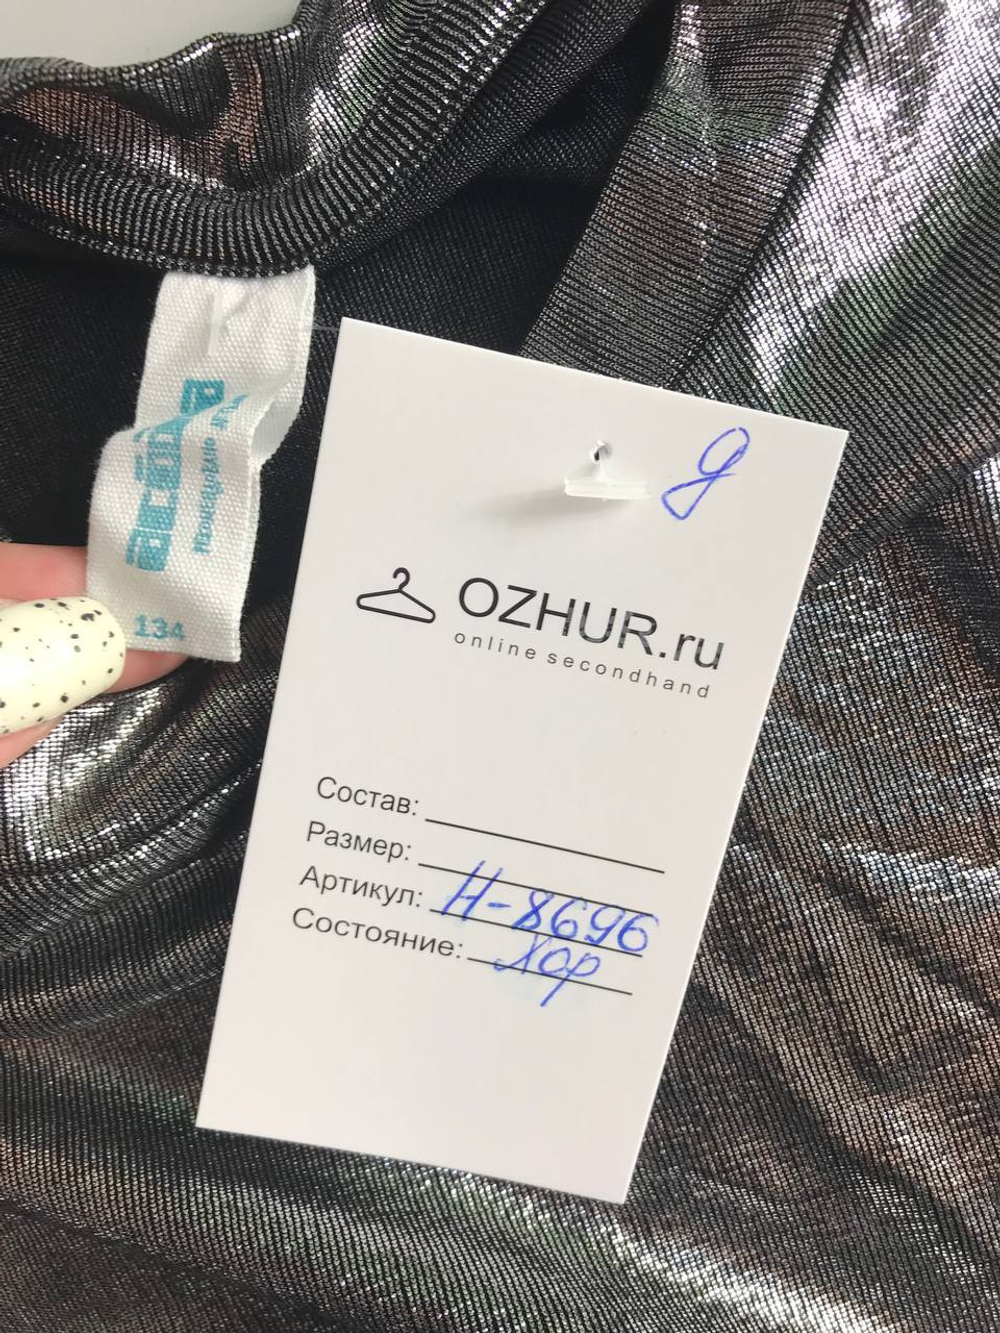 д
OZHUR.ru
online secondhand
Состав:
Размер:
Артикул: Н-8696
Состояние: Хор
134